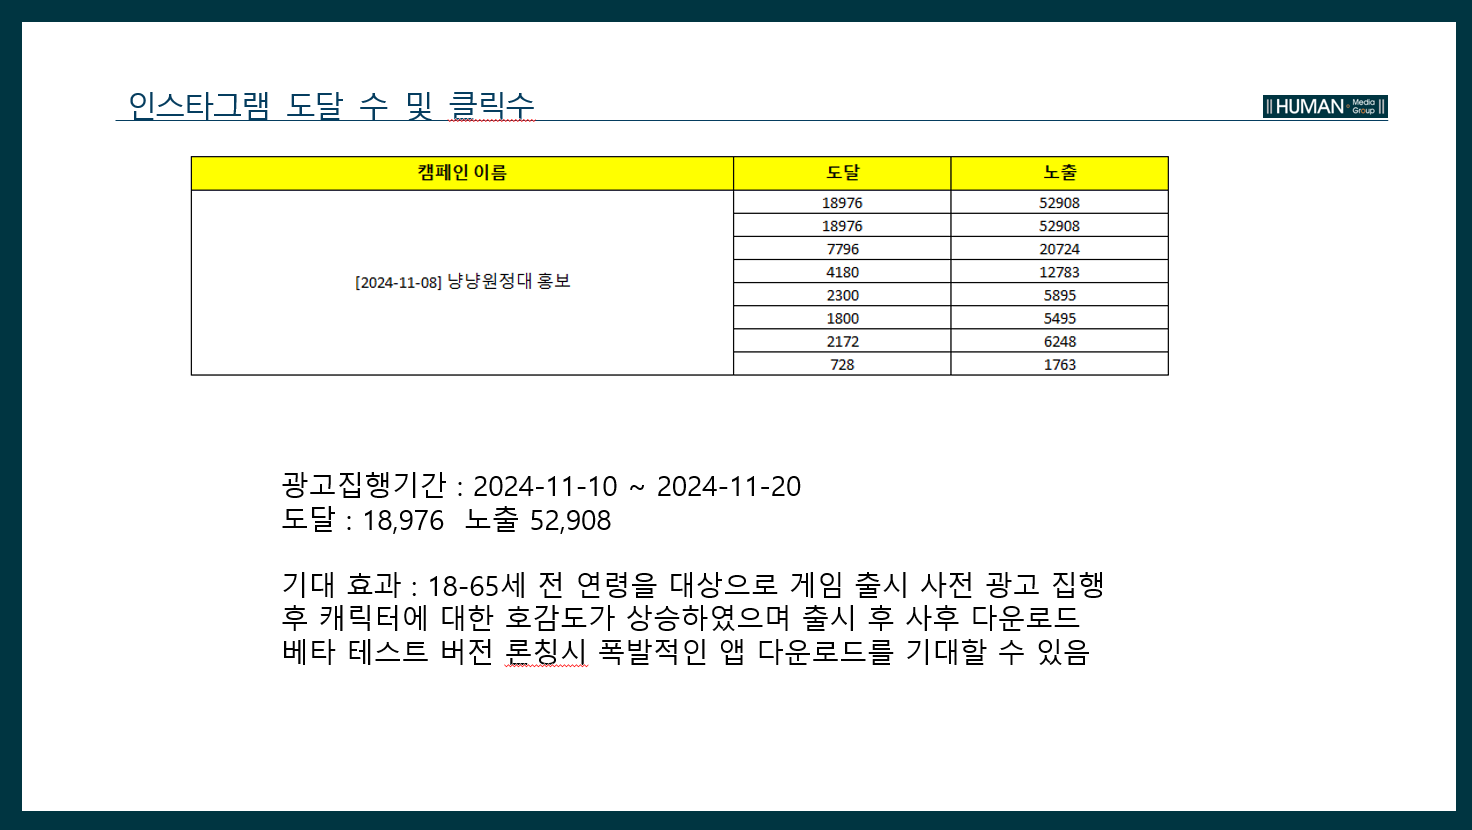 인스타그램 도달 수 및 클릭수
HUMAN Media Group
캠페인 이름 도달 노출
18976 52908
18976 52908
7796 20724
4180 12783
[2024-11-08] 냥냥원정대 홍보
2300 5895
1800 5495
2172 6248
728 1763
광고집행기간 : 2024-11-10 ~ 2024-11-20
도달 : 18,976 노출 52,908
기대 효과 : 18-65세 전 연령을 대상으로 게임 출시 사전 광고 집행
후 캐릭터에 대한 호감도가 상승하였으며 출시 후 사후 다운로드
베타 테스트 버전 론칭시 폭발적인 앱 다운로드를 기대할 수 있음